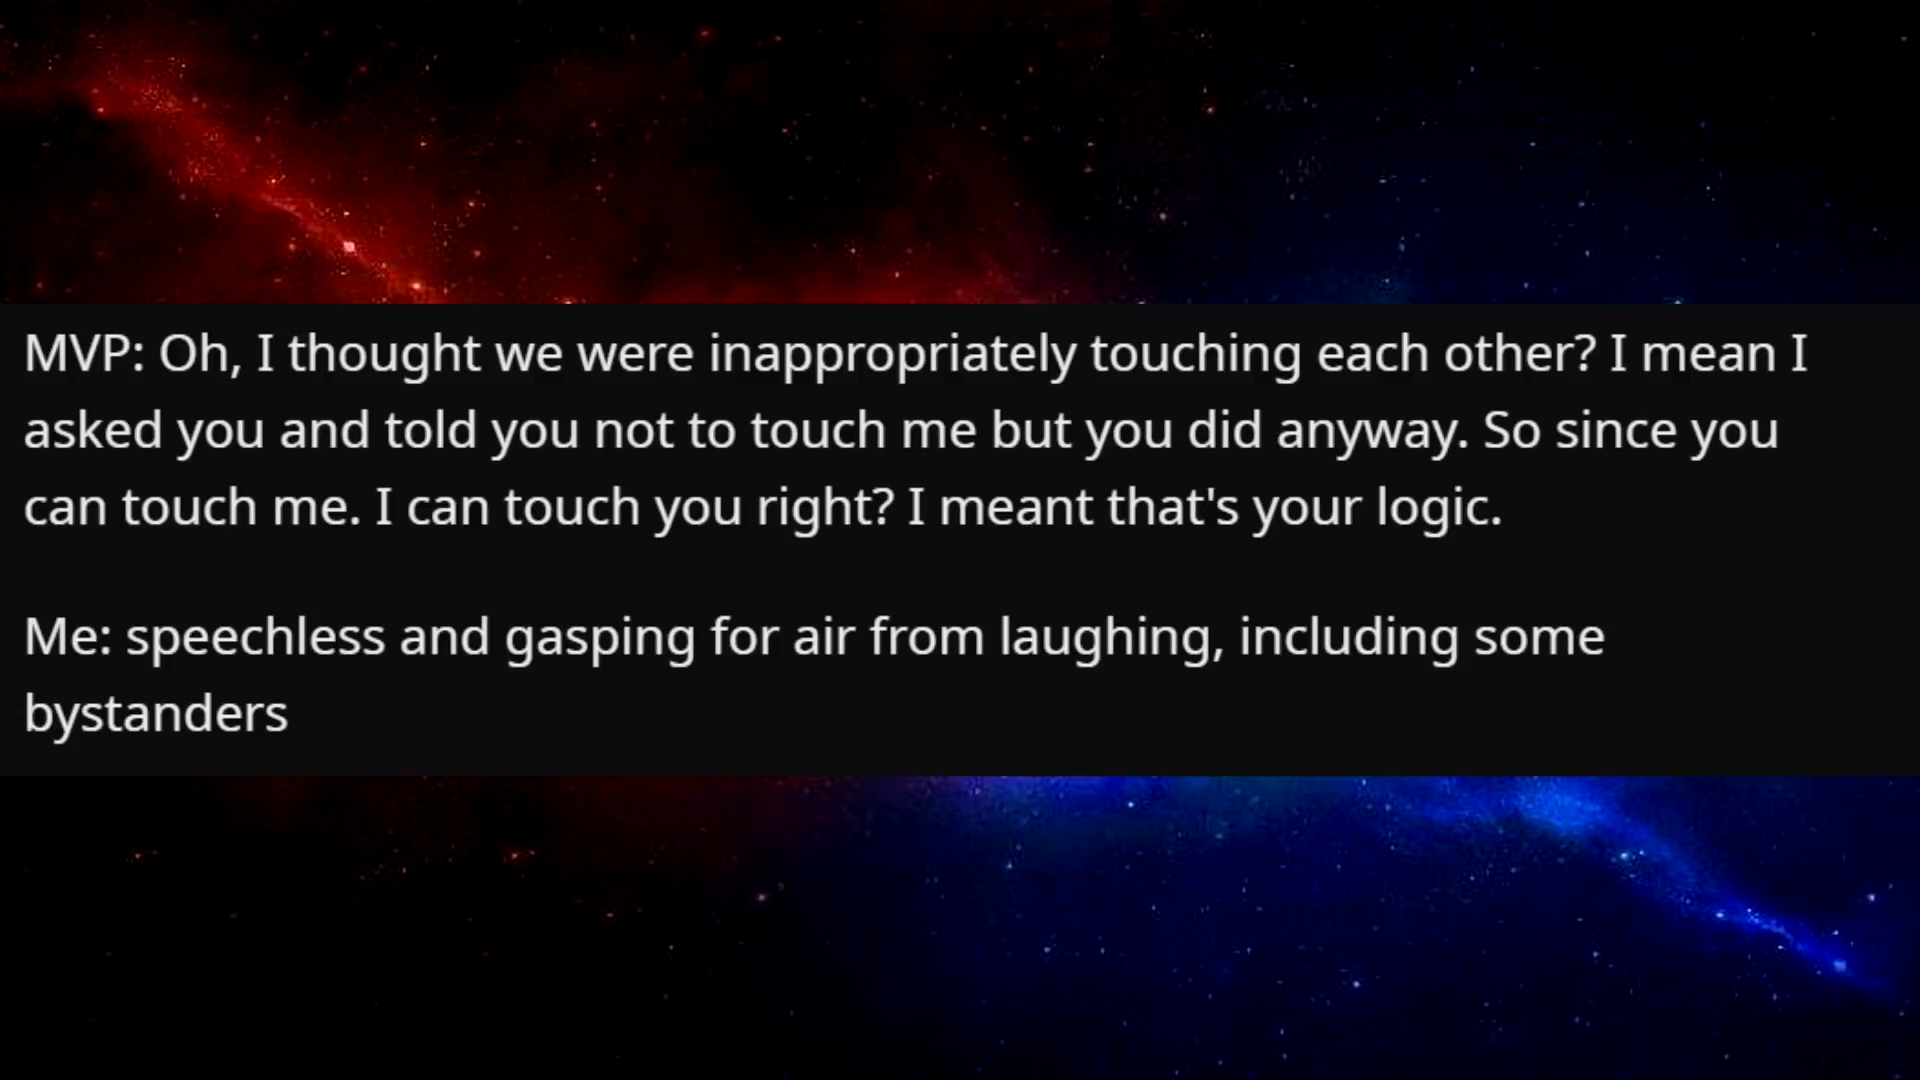 MVP: Oh, I thought we were inappropriately touching each other? I mean I
asked you and told you not to touch me but you did anyway. So since you
can touch me. I can touch you right? I meant that's your logic.
Me: speechless and gasping for air from laughing, including some
bystanders